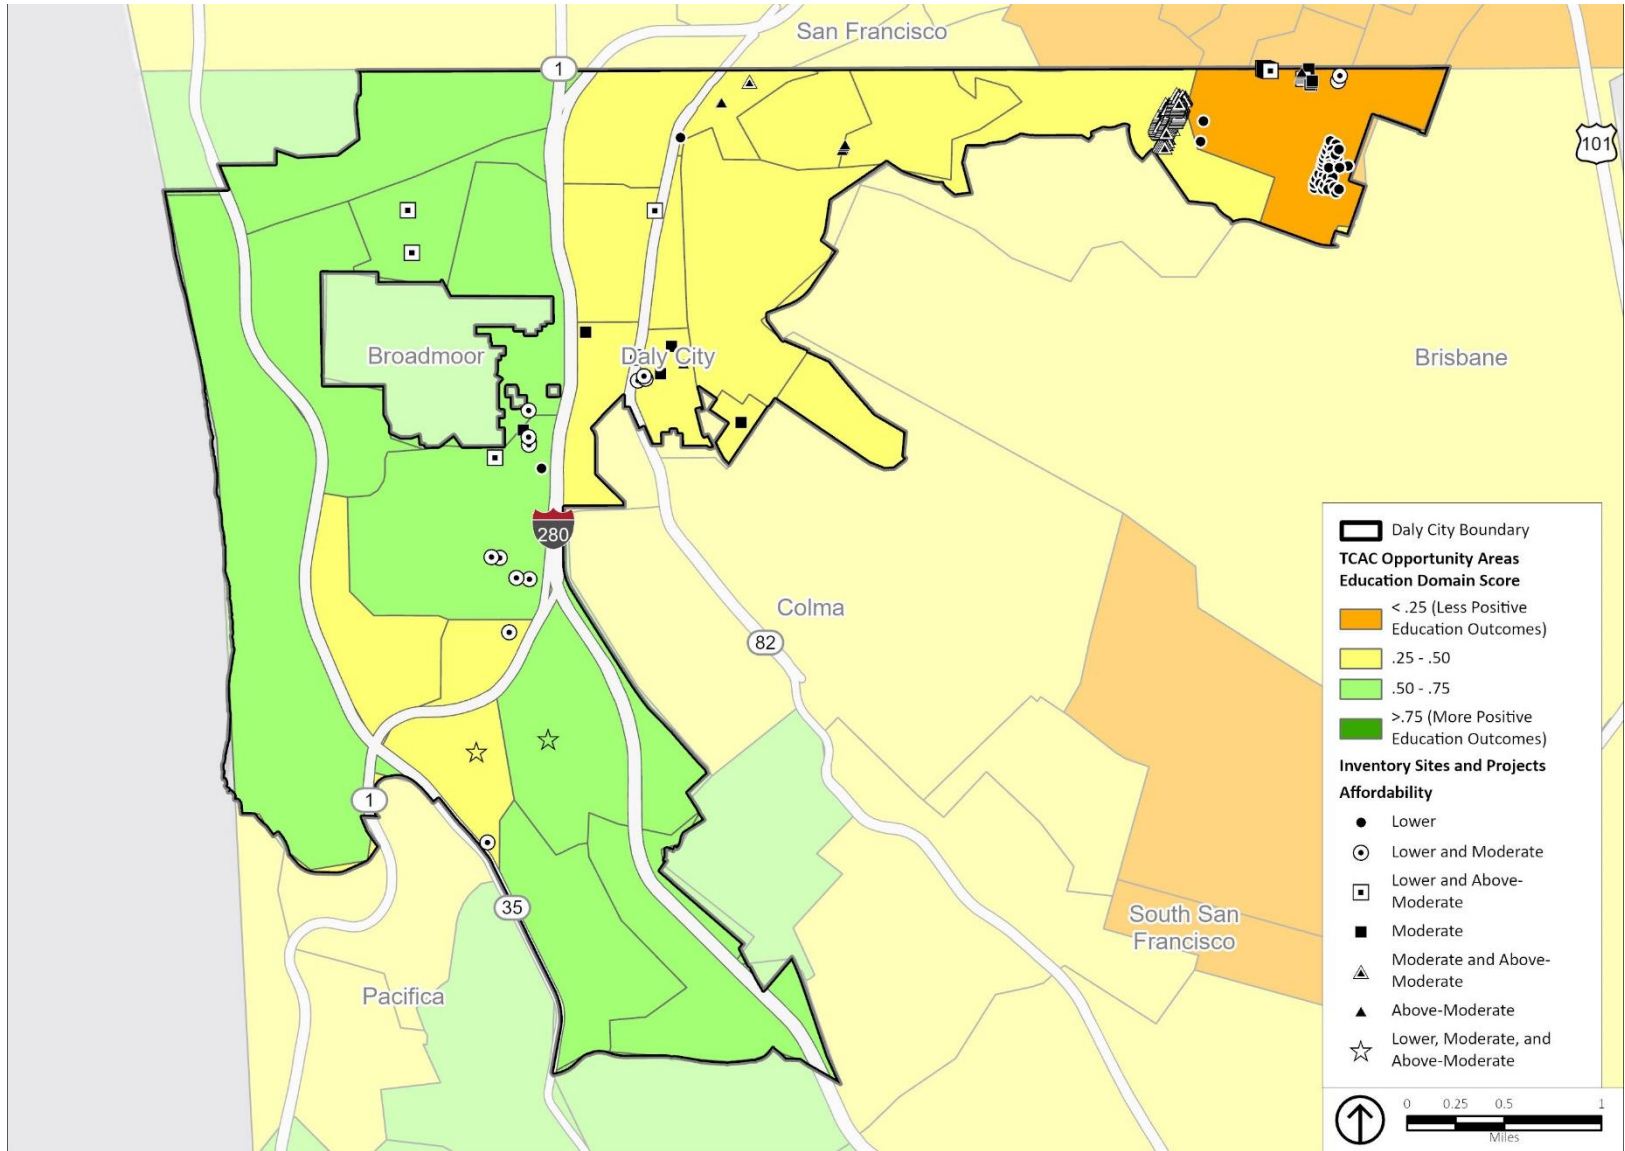 San Francisco
1
101
Broadmoor
Daly City
Brisbane
280
Colma
82
1
35
South San
Francisco
Pacifica
Daly City Boundary
TCAC Opportunity Areas
Education Domain Score
< .25 (Less Positive
Education Outcomes)
.25 - .50
.50 - .75
>.75 (More Positive
Education Outcomes)
Inventory Sites and Projects
Affordability
Lower
Lower and Moderate
Lower and Above-
Moderate
Moderate
Moderate and Above-
Moderate
Above-Moderate
Lower, Moderate, and
Above-Moderate
0 0.25 0.5 1
Miles